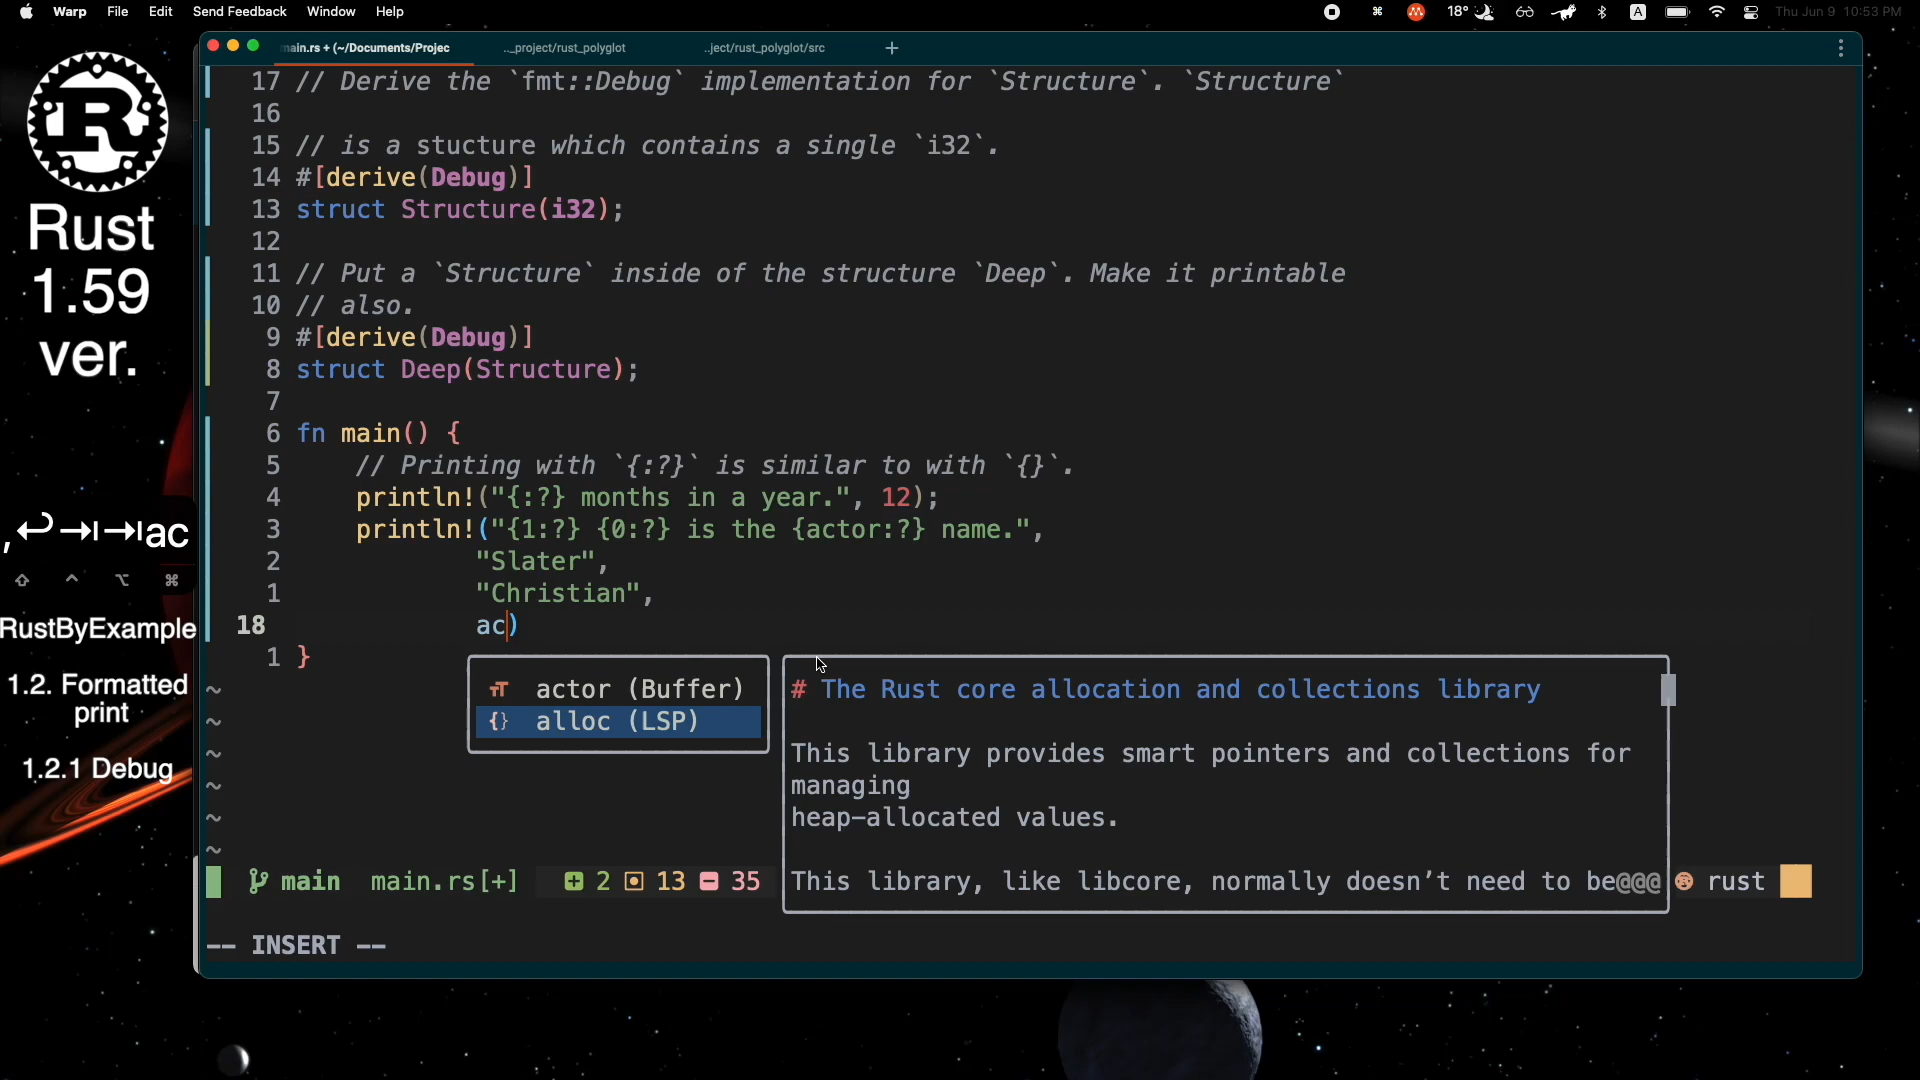 Warp File Edit Send Feedback Window Help
18° A Thu Jun 9 10:53 PM
main.rs + (~/Documents/Projec
.._project/rust_polyglot
..ject/rust_polyglot/src
+
R
Rust
1.59
ver.
,↩⇥⇥ac
⇧ ⌃ ⌥ ⌘
RustByExample
1.2. Formatted
print
1.2.1 Debug
17 // Derive the `fmt::Debug` implementation for `Structure`. `Structure`
16
15 // is a stucture which contains a single `i32`.
14 #[derive(Debug)]
13 struct Structure(i32);
12
11 // Put a `Structure` inside of the structure `Deep`. Make it printable
10 // also.
9 #[derive(Debug)]
8 struct Deep(Structure);
7
6 fn main() {
5 // Printing with `{:?}` is similar to with `{}`.
4 println!("{:?} months in a year.", 12);
3 println!("{1:?} {0:?} is the {actor:?} name.",
2 "Slater",
1 "Christian",
18 ac)
1 }
actor (Buffer)
{} alloc (LSP)
# The Rust core allocation and collections library
This library provides smart pointers and collections for
managing
heap-allocated values.
This library, like libcore, normally doesn't need to be@@@
~
~
~
~
~
~
main main.rs[+] 2 13 35
rust
-- INSERT --